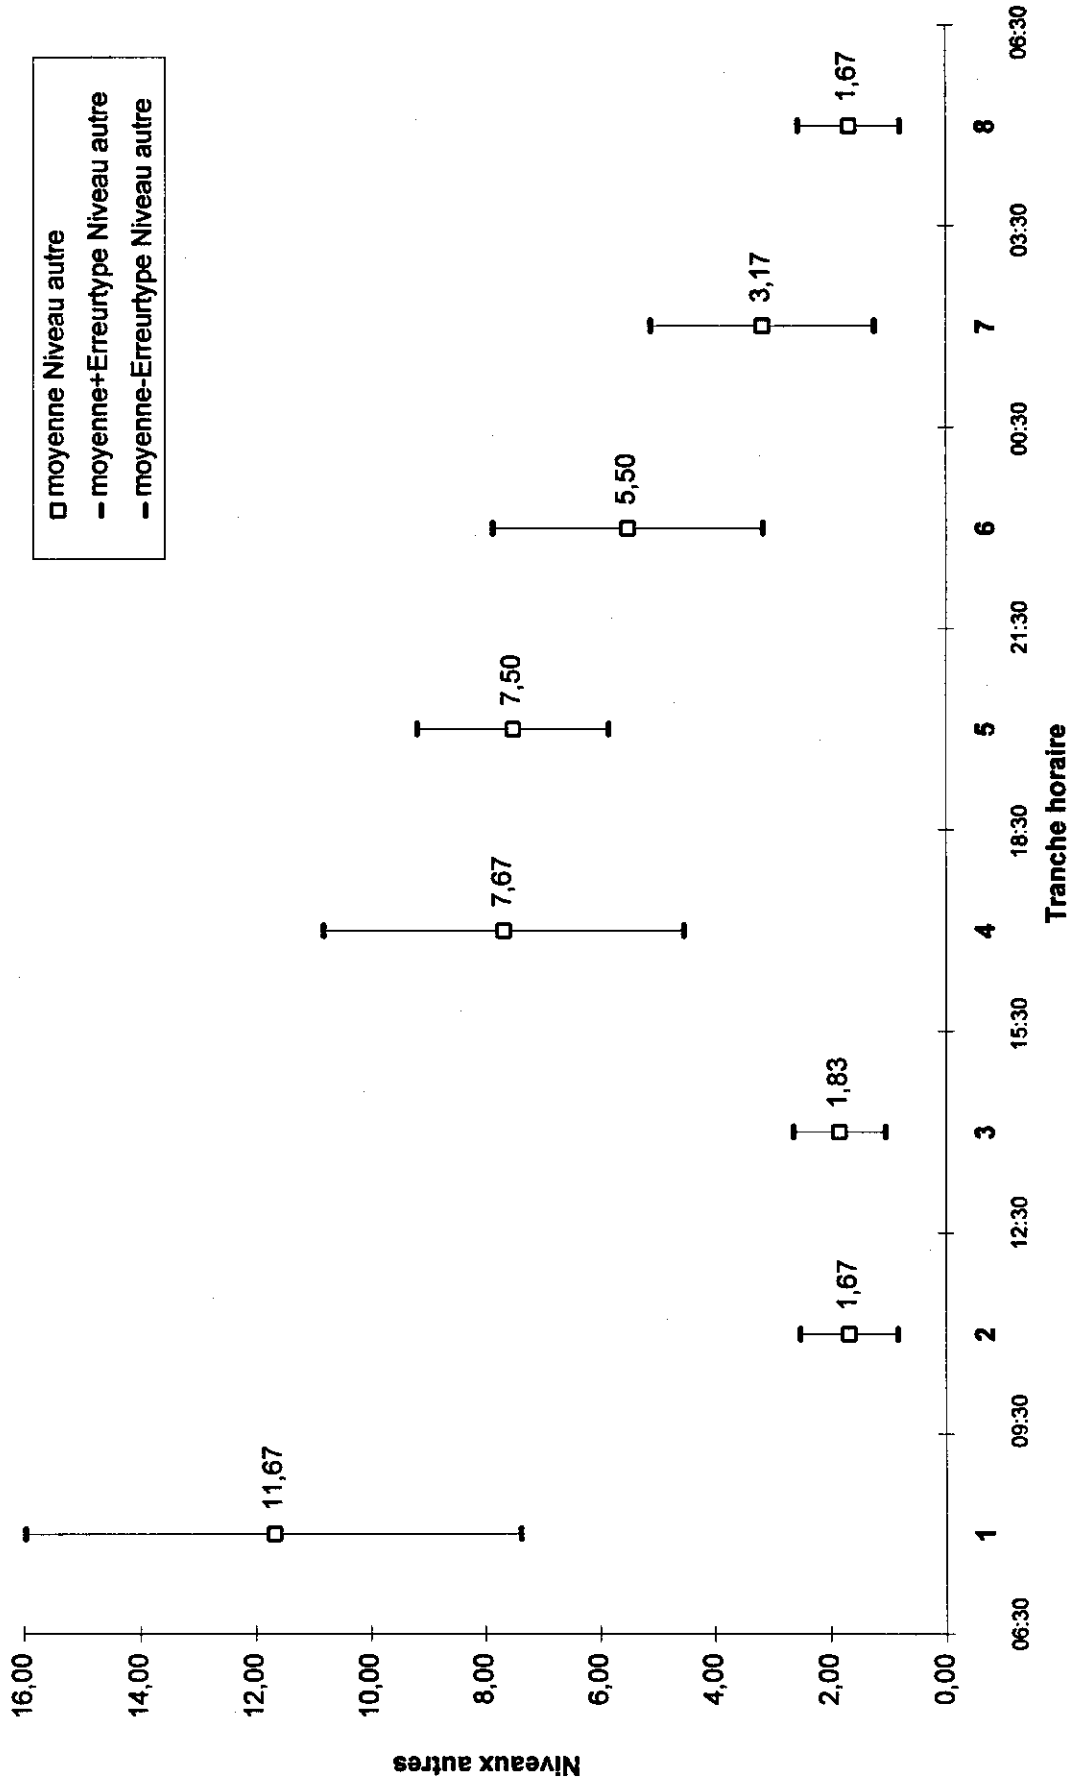 moyenne Niveau autre
moyenne+Erreurtype Niveau autre
moyenne-Erreurtype Niveau autre
Niveaux autres
16,00
14,00
12,00
10,00
8,00
6,00
4,00
2,00
0,00
11,67
1,67
1,83
7,67
7,50
5,50
3,17
1,67
1 2 3 4 5 6 7 8
06:30 09:30 12:30 15:30 18:30 21:30 00:30 03:30 06:30
Tranche horaire